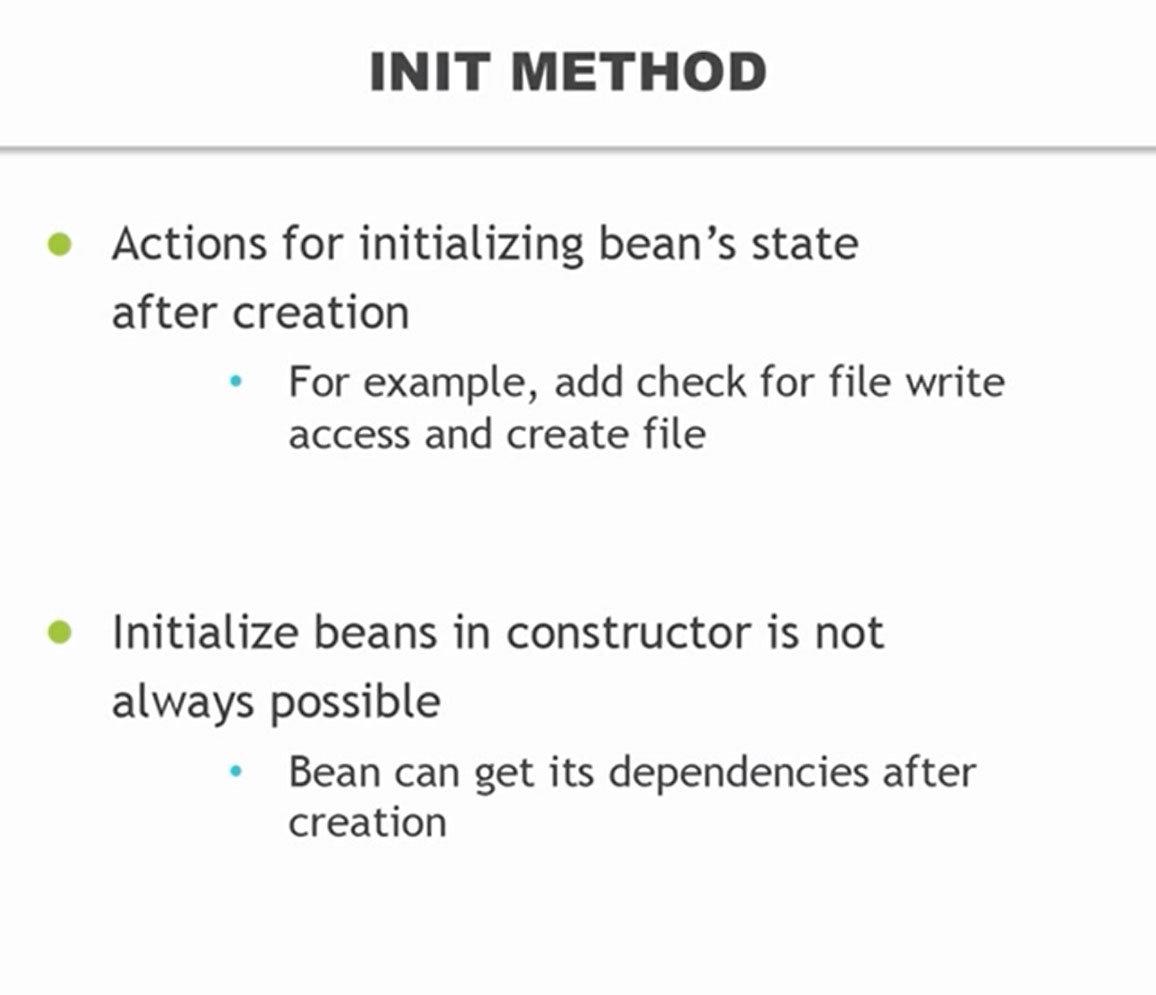 INIT METHOD
Actions for initializing bean’s state
after creation
For example, add check for file write
access and create file
Initialize beans in constructor is not
always possible
Bean can get its dependencies after
creation